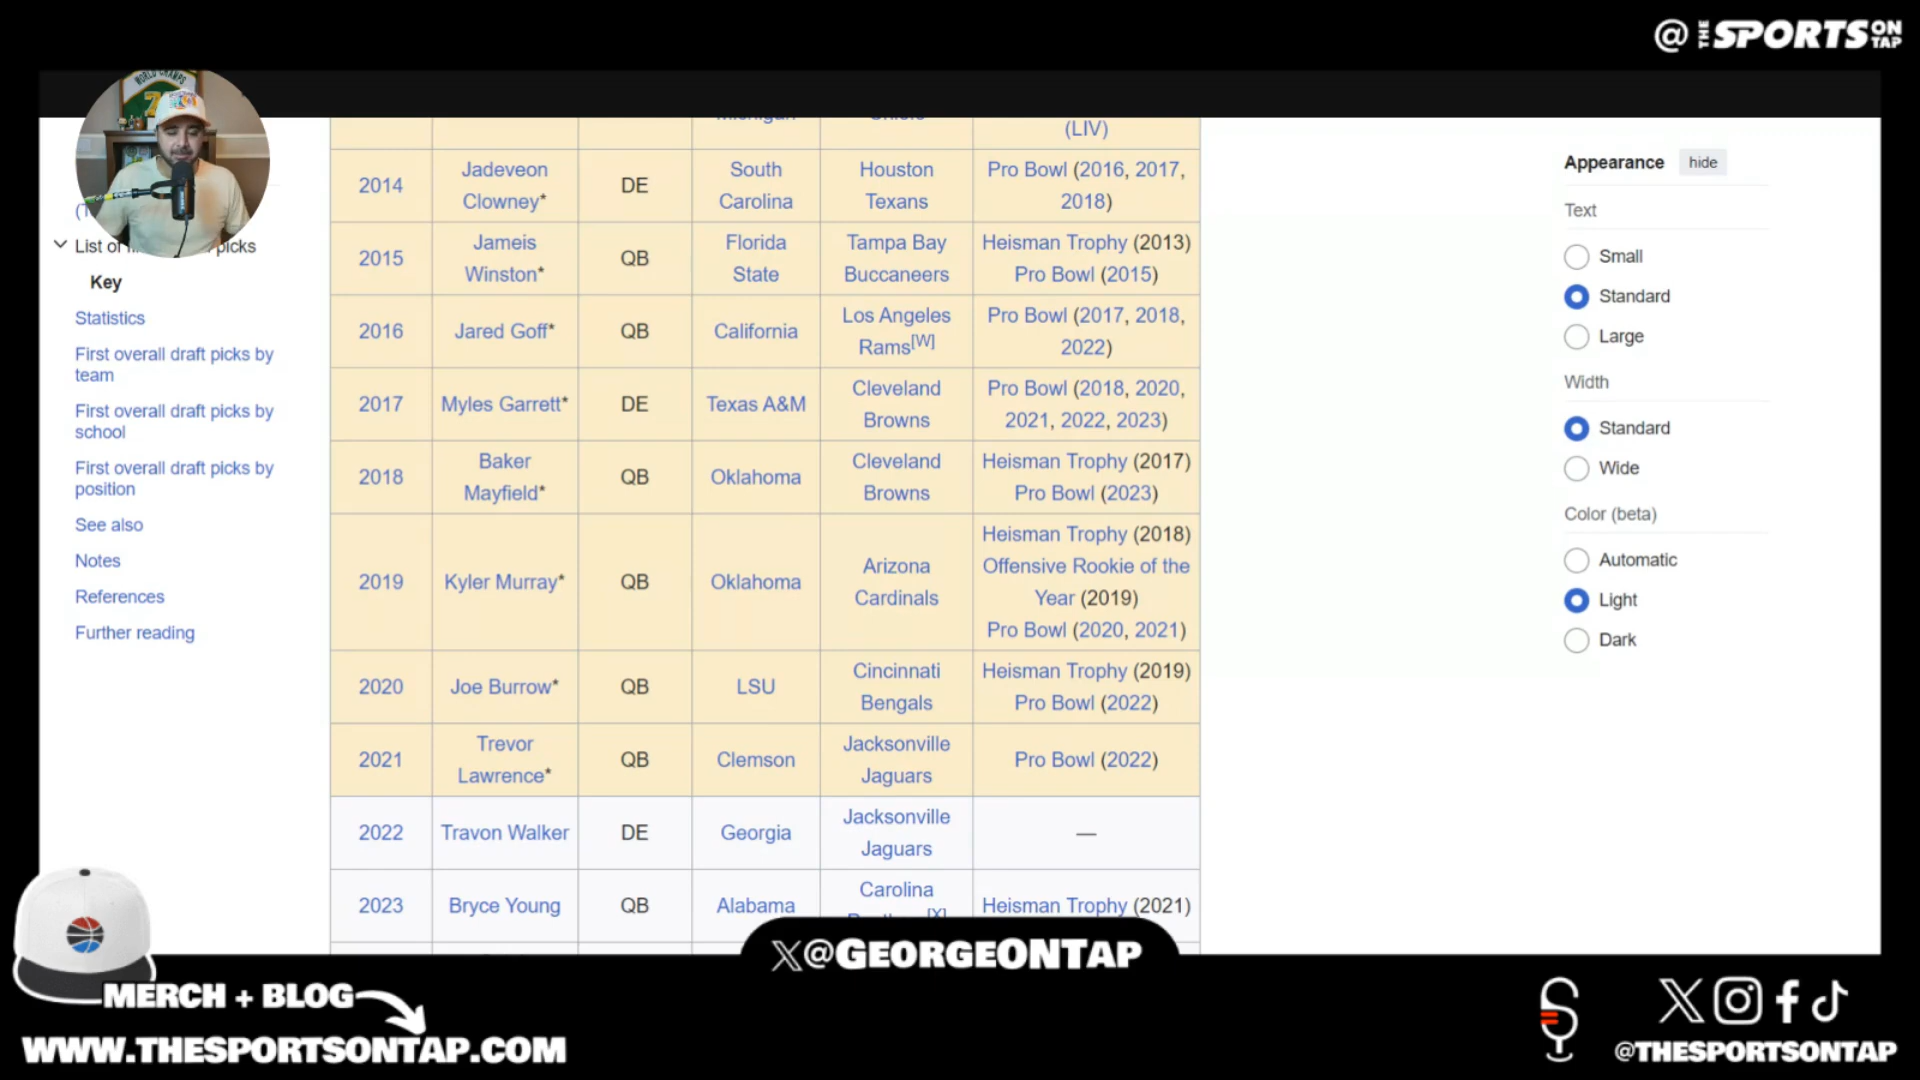 @ THE SPORTS ON TAP
WORLD CHAMPS
(LIV)
2014 Jadeveon Clowney* DE South Carolina Houston Texans Pro Bowl (2016, 2017, 2018)
2015 Jameis Winston* QB Florida State Tampa Bay Buccaneers Heisman Trophy (2013) Pro Bowl (2015)
2016 Jared Goff* QB California Los Angeles Rams[W] Pro Bowl (2017, 2018, 2022)
2017 Myles Garrett* DE Texas A&M Cleveland Browns Pro Bowl (2018, 2020, 2021, 2022, 2023)
2018 Baker Mayfield* QB Oklahoma Cleveland Browns Heisman Trophy (2017) Pro Bowl (2023)
2019 Kyler Murray* QB Oklahoma Arizona Cardinals Heisman Trophy (2018) Offensive Rookie of the Year (2019) Pro Bowl (2020, 2021)
2020 Joe Burrow* QB LSU Cincinnati Bengals Heisman Trophy (2019) Pro Bowl (2022)
2021 Trevor Lawrence* QB Clemson Jacksonville Jaguars Pro Bowl (2022)
2022 Travon Walker DE Georgia Jacksonville Jaguars —
2023 Bryce Young QB Alabama Carolina [X] Heisman Trophy (2021)
List of picks
Key
Statistics
First overall draft picks by
team
First overall draft picks by
school
First overall draft picks by
position
See also
Notes
References
Further reading
Appearance hide
Text
Small
Standard
Large
Width
Standard
Wide
Color (beta)
Automatic
Light
Dark
X@GEORGEONTAP
MERCH + BLOG
WWW.THESPORTSONTAP.COM
@THESPORTSONTAP